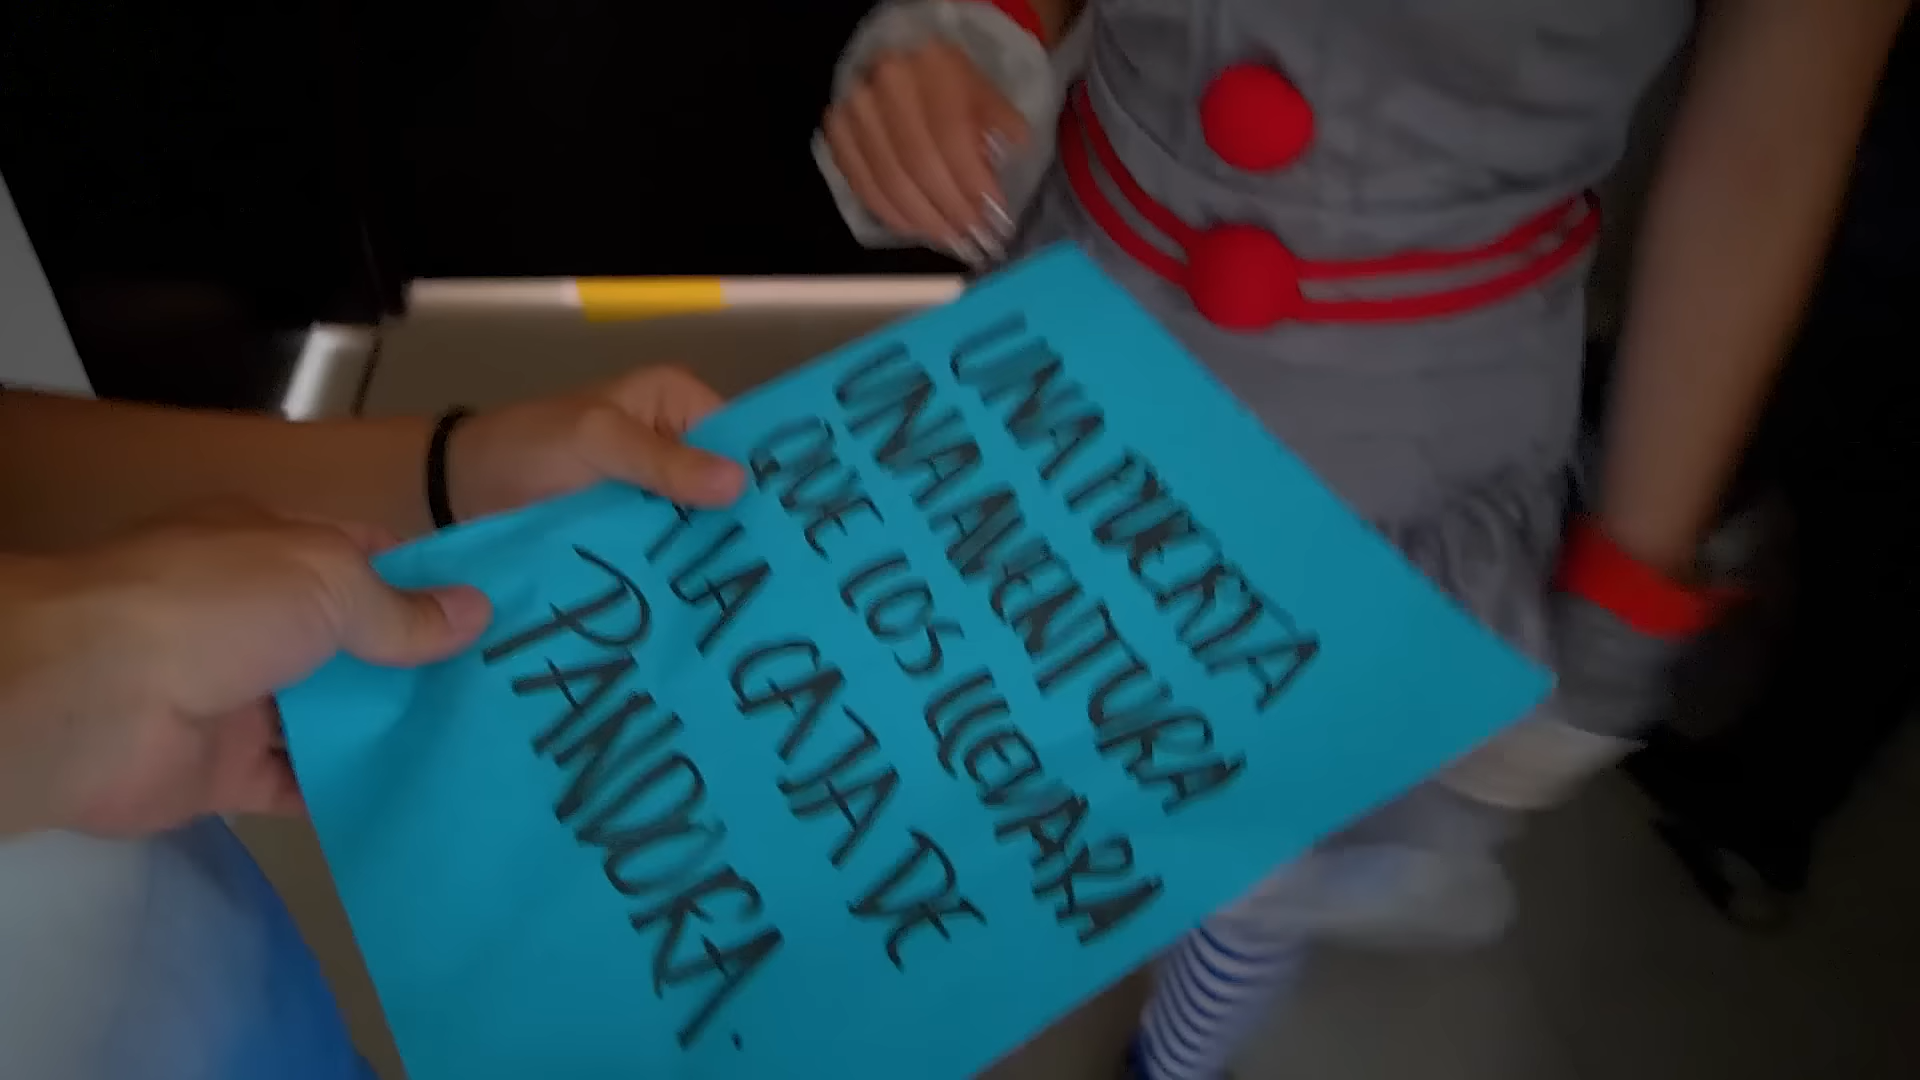 UNA PUERTA
UNA AVENTURA
QUE LOS LLEVARA
A LA CAJA DE
PANDORA.